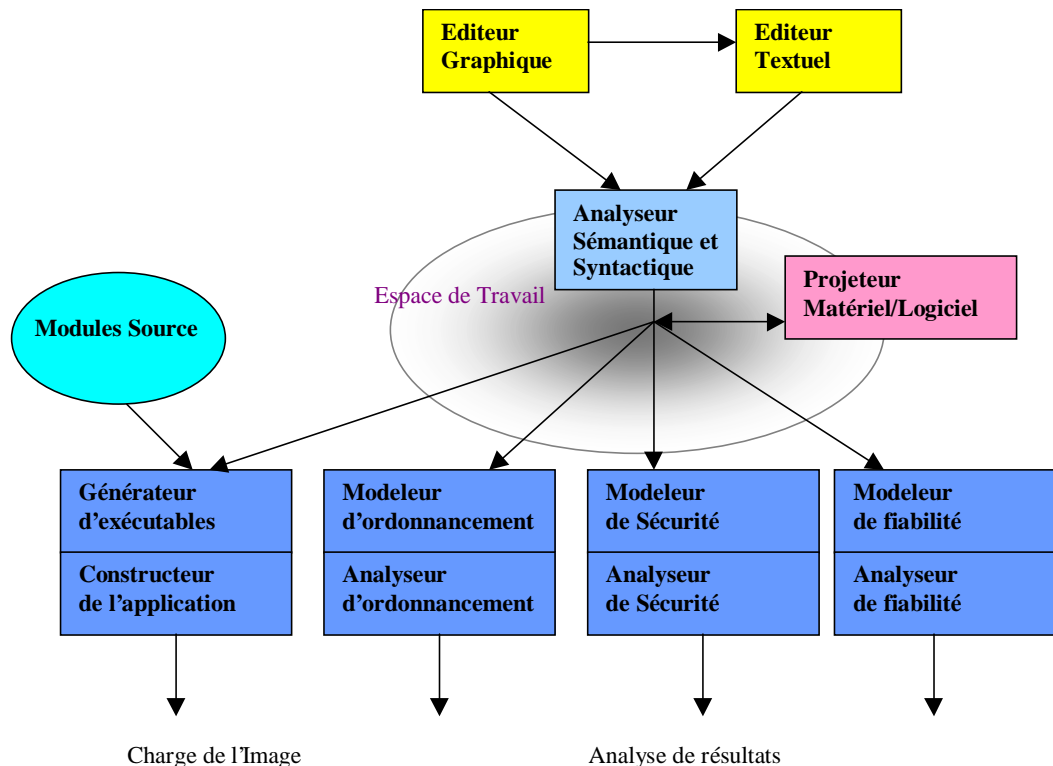 Editeur
Graphique
Editeur
Textuel
Analyseur
Sémantique et
Syntactique
Espace de Travail
Projeteur
Matériel/Logiciel
Modules Source
Générateur
d'exécutables
Modeleur
d'ordonnancement
Modeleur
de Sécurité
Modeleur
de fiabilité
Constructeur
de l'application
Analyseur
d'ordonnancement
Analyseur
de Sécurité
Analyseur
de fiabilité
Charge de l'Image
Analyse de résultats